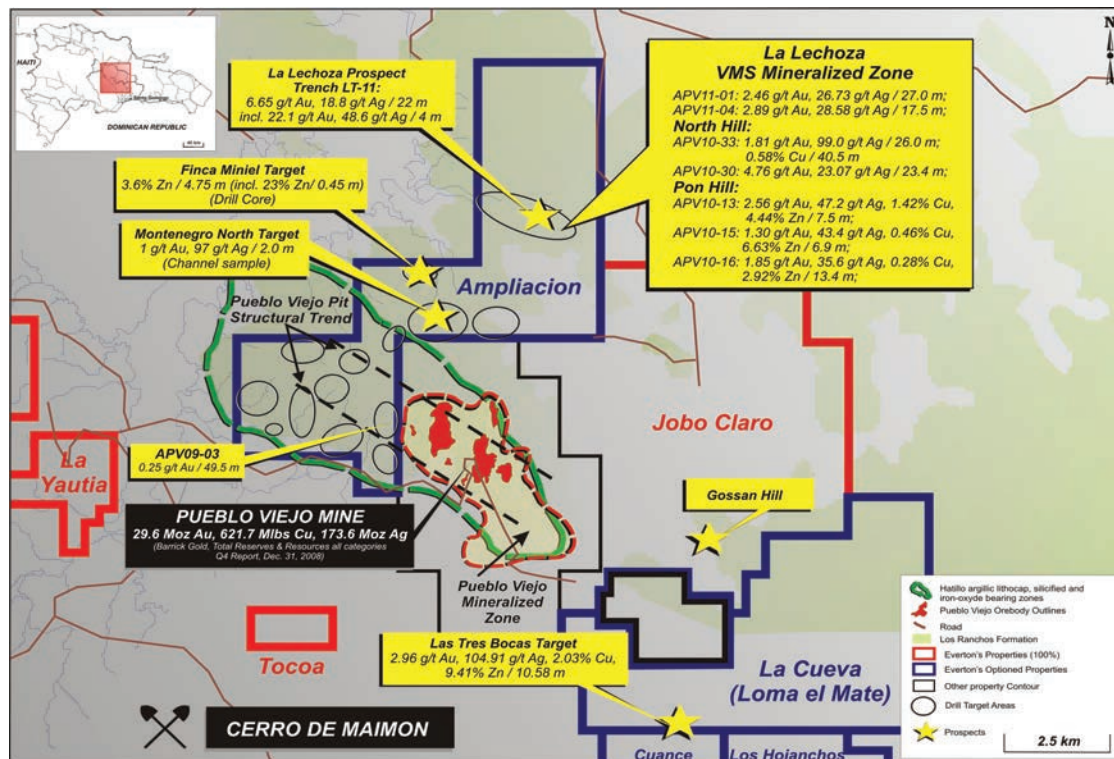 HAITI
DOMINICAN REPUBLIC
N
La Lechoza Prospect
Trench LT-11:
6.65 g/t Au, 18.8 g/t Ag / 22 m
incl. 22.1 g/t Au, 48.6 g/t Ag / 4 m
La Lechoza
VMS Mineralized Zone
APV11-01: 2.46 g/t Au, 26.73 g/t Ag / 27.0 m;
APV11-04: 2.89 g/t Au, 28.58 g/t Ag / 17.5 m;
North Hill:
APV10-33: 1.81 g/t Au, 99.0 g/t Ag / 26.0 m;
0.58% Cu / 40.5 m
APV10-30: 4.76 g/t Au, 23.07 g/t Ag / 23.4 m;
Pon Hill:
APV10-13: 2.56 g/t Au, 47.2 g/t Ag, 1.42% Cu,
4.44% Zn / 7.5 m;
APV10-15: 1.30 g/t Au, 43.4 g/t Ag, 0.46% Cu,
6.63% Zn / 6.9 m;
APV10-16: 1.85 g/t Au, 35.6 g/t Ag, 0.28% Cu,
2.92% Zn / 13.4 m;
Finca Miniel Target
3.6% Zn / 4.75 m (incl. 23% Zn/ 0.45 m)
(Drill Core)
Montenegro North Target
1 g/t Au, 97 g/t Ag / 2.0 m
(Channel sample)
Ampliacion
Pueblo Viejo Pit
Structural Trend
Jobo Claro
APV09-03
0.25 g/t Au / 49.5 m
La
Yautia
PUEBLO VIEJO MINE
29.6 Moz Au, 621.7 Mlbs Cu, 173.6 Moz Ag
(Barrick Gold, Total Reserves & Resources all categories
Q4 Report, Dec. 31, 2008)
Gossan Hill
Pueblo Viejo
Mineralized
Zone
Tocoa
Las Tres Bocas Target
2.96 g/t Au, 104.91 g/t Ag, 2.03% Cu,
9.41% Zn / 10.58 m
La Cueva
(Loma el Mate)
CERRO DE MAIMON
Cuance
Los Hojanchos
Hatillo argillic lithocap, silicified and
iron-oxyde bearing zones
Pueblo Viejo Orebody Outlines
Road
Los Ranchos Formation
Everton's Properties (100%)
Everton's Optioned Properties
Other property Contour
Drill Target Areas
Prospects
2.5 km